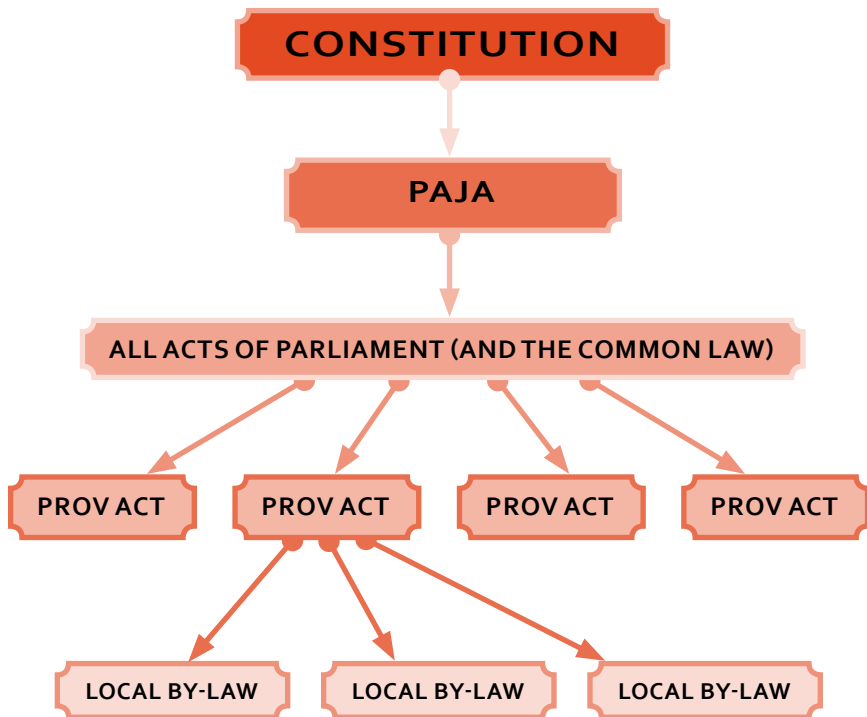 CONSTITUTION
PAJA
ALL ACTS OF PARLIAMENT (AND THE COMMON LAW)
PROV ACT
PROV ACT
PROV ACT
PROV ACT
LOCAL BY-LAW
LOCAL BY-LAW
LOCAL BY-LAW